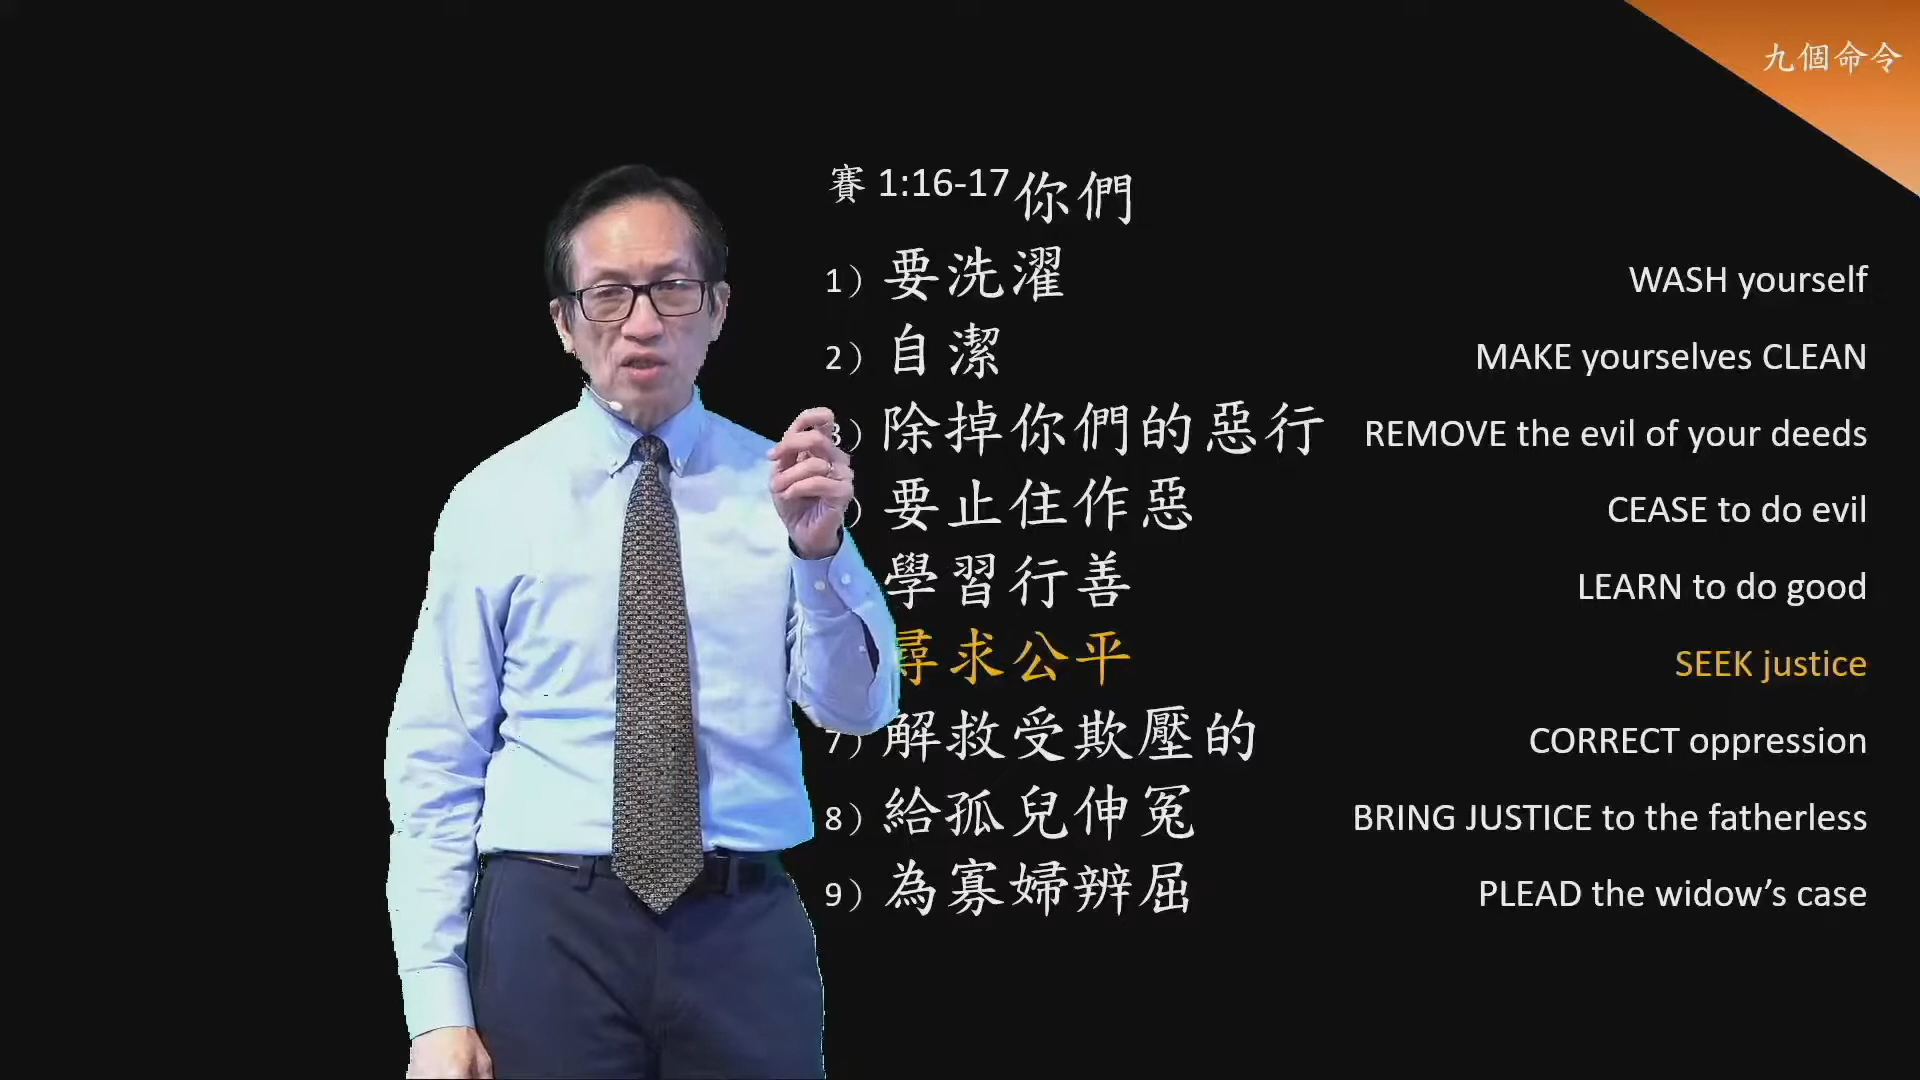 九個命令
賽 1:16-17 你們
1) 要洗濯 WASH yourself
2) 自潔 MAKE yourselves CLEAN
3) 除掉你們的惡行 REMOVE the evil of your deeds
) 要止住作惡 CEASE to do evil
學習行善 LEARN to do good
尋求公平 SEEK justice
7) 解救受欺壓的 CORRECT oppression
8) 給孤兒伸冤 BRING JUSTICE to the fatherless
9) 為寡婦辨屈 PLEAD the widow’s case